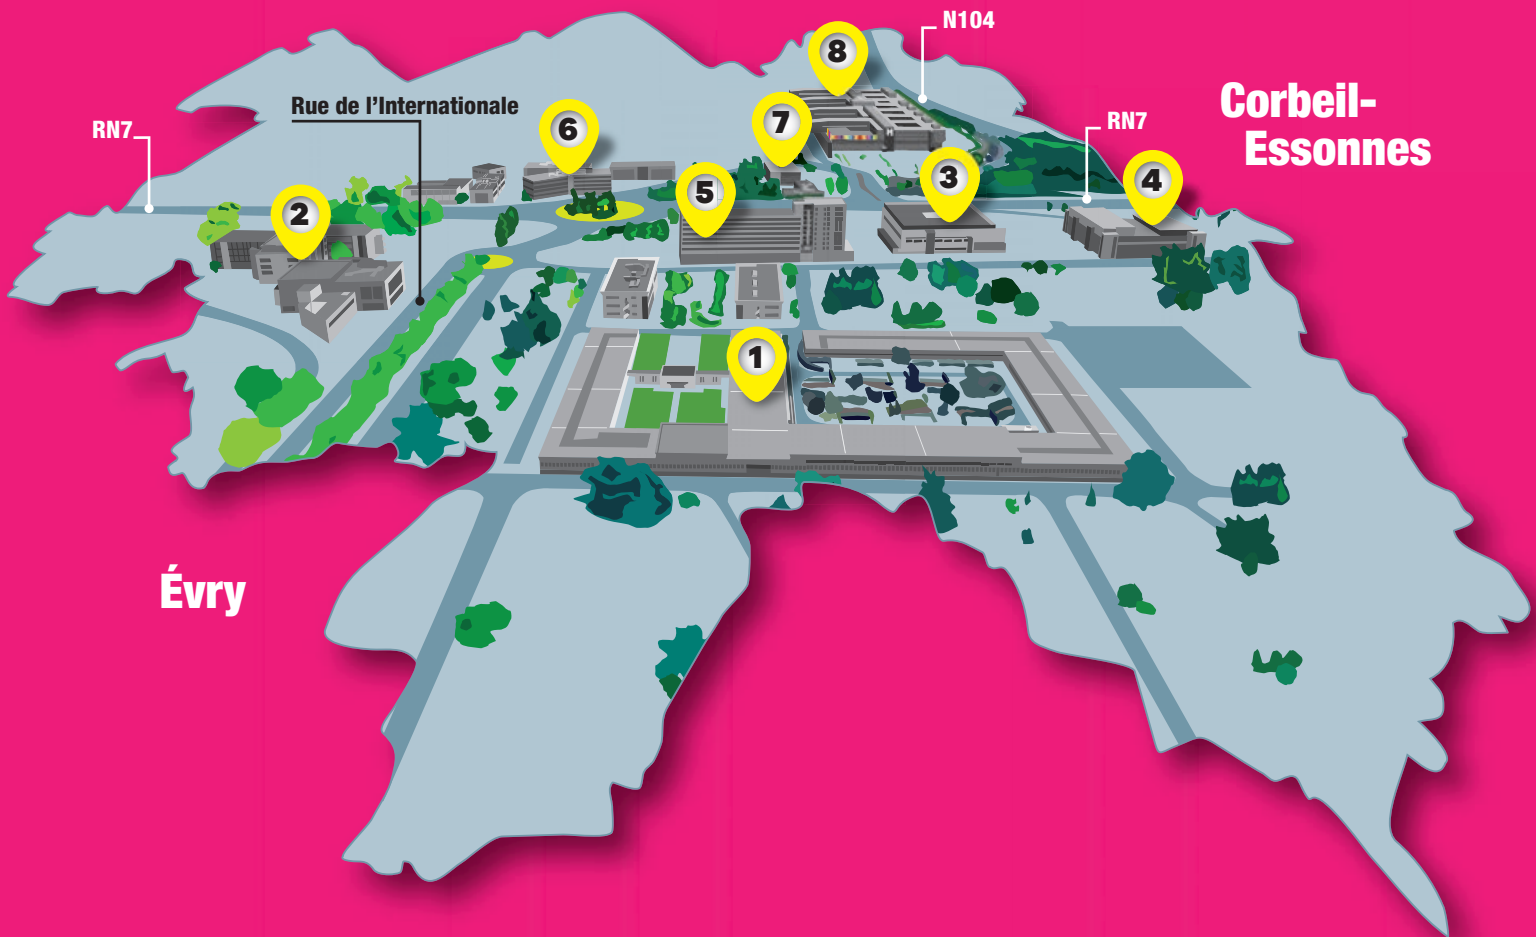 N104
8
Corbeil-
Essonnes
Rue de l'Internationale
RN7
6
7
RN7
5
3
4
2
1
Évry